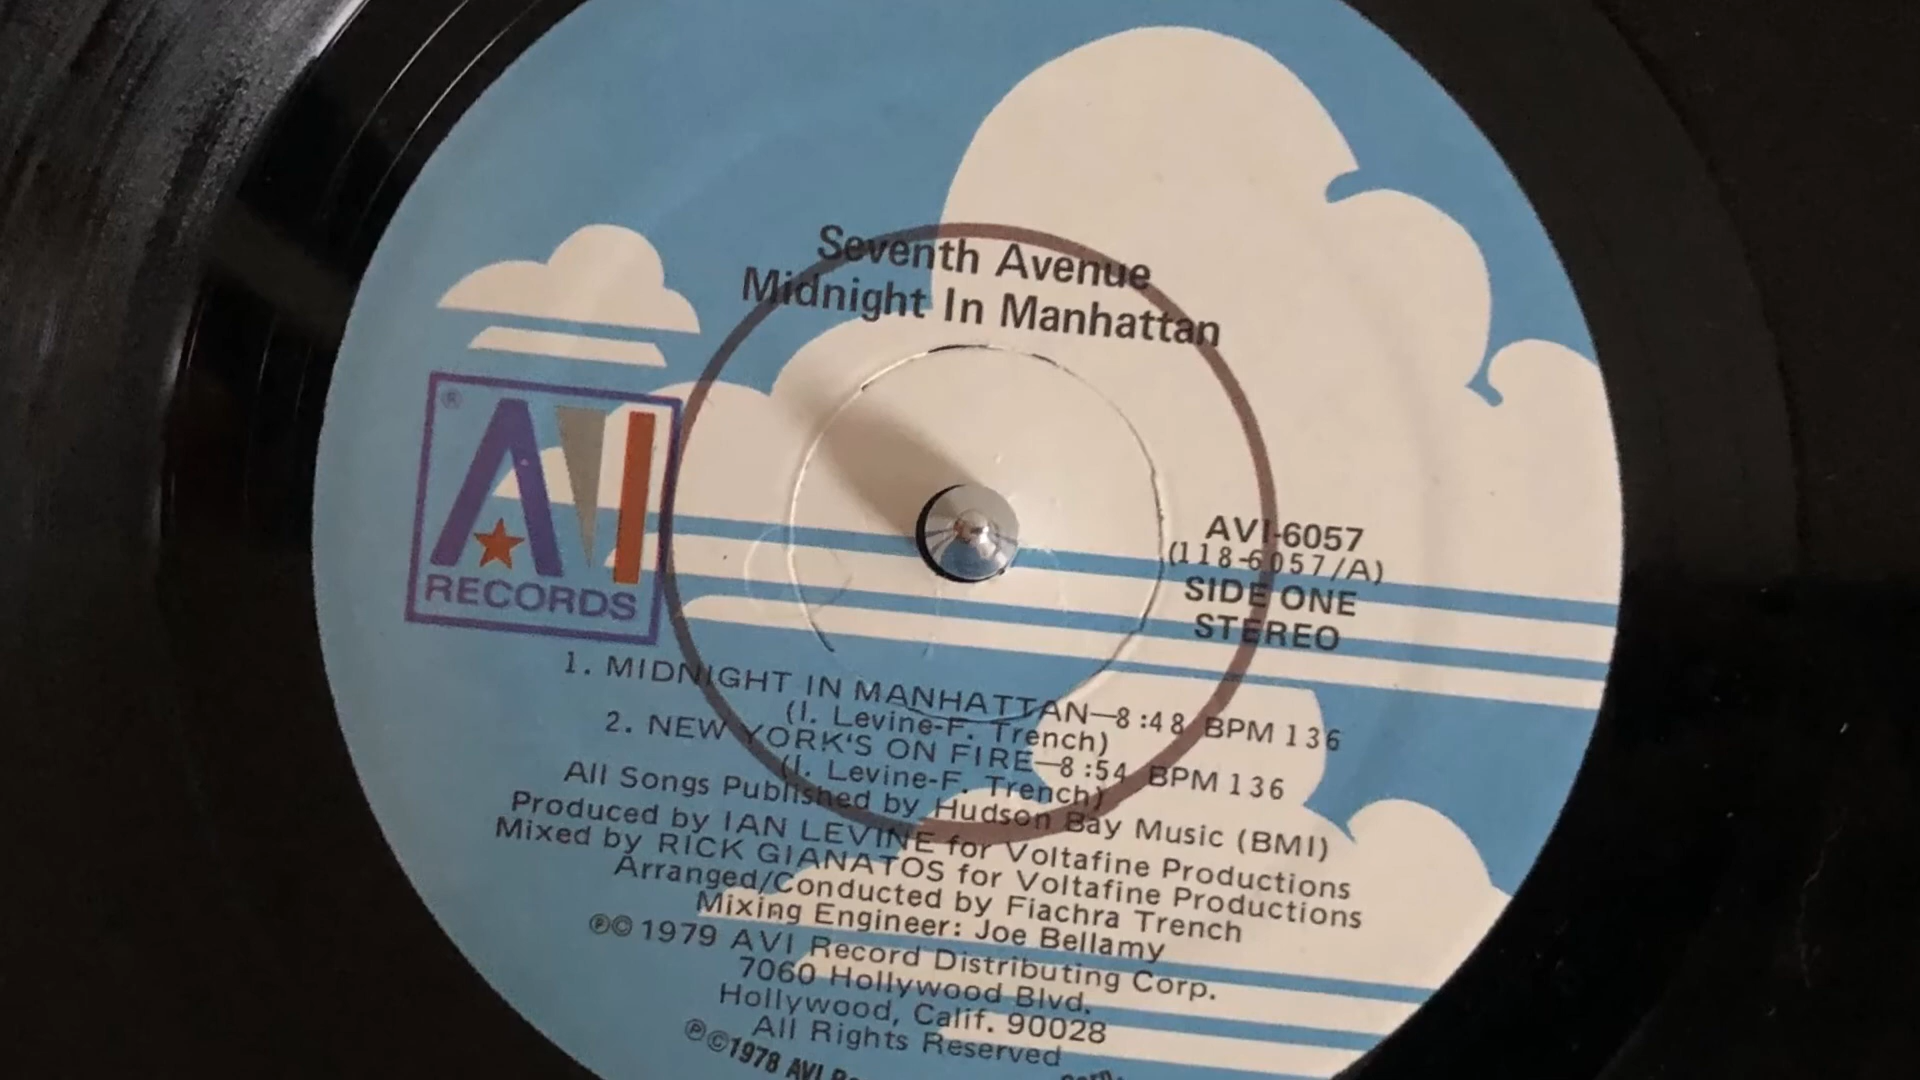 Seventh Avenue
Midnight In Manhattan
®
AVI
RECORDS
AVI-6057
(118-6057/A)
SIDE ONE
STEREO
1. MIDNIGHT IN MANHATTAN—8:48 BPM 136
(I. Levine-F. Trench)
2. NEW YORK'S ON FIRE—8:54 BPM 136
(I. Levine-F. Trench)
All Songs Published by Hudson Bay Music (BMI)
Produced by IAN LEVINE for Voltafine Productions
Mixed by RICK GIANATOS for Voltafine Productions
Arranged/Conducted by Fiachra Trench
Mixing Engineer: Joe Bellamy
℗© 1979 AVI Record Distributing Corp.
7060 Hollywood Blvd.
Hollywood, Calif. 90028
All Rights Reserved
℗©1978 AVI